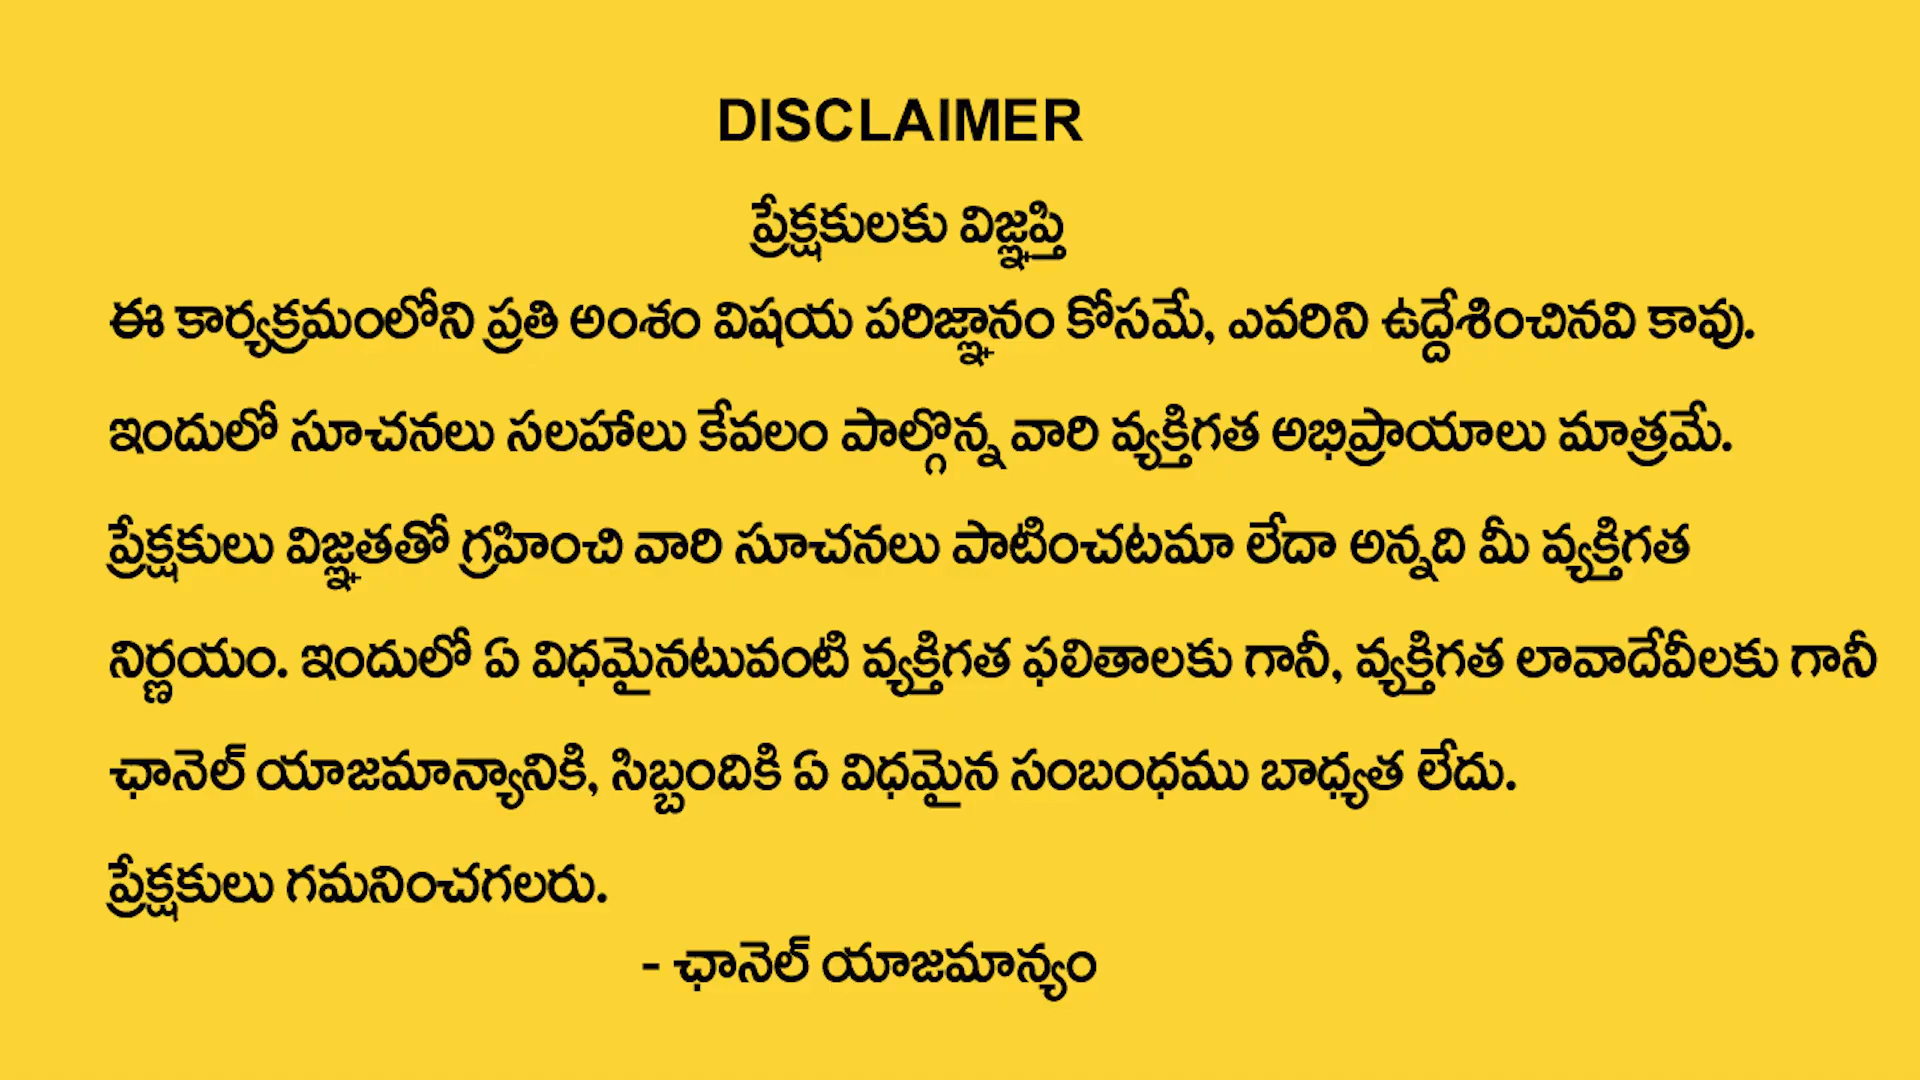 DISCLAIMER
ప్రేక్షకులకు విజ్ఞప్తి
ఈ కార్యక్రమంలోని ప్రతి అంశం విషయ పరిజ్ఞానం కోసమే, ఎవరిని ఉద్దేశించినవి కావు.
ఇందులో సూచనలు సలహాలు కేవలం పాల్గొన్న వారి వ్యక్తిగత అభిప్రాయాలు మాత్రమే.
ప్రేక్షకులు విజ్ఞతతో గ్రహించి వారి సూచనలు పాటించటమా లేదా అన్నది మీ వ్యక్తిగత
నిర్ణయం. ఇందులో ఏ విధమైనటువంటి వ్యక్తిగత ఫలితాలకు గానీ, వ్యక్తిగత లావాదేవీలకు గానీ
ఛానెల్ యాజమాన్యానికి, సిబ్బందికి ఏ విధమైన సంబంధము బాధ్యత లేదు.
ప్రేక్షకులు గమనించగలరు.
- ఛానెల్ యాజమాన్యం